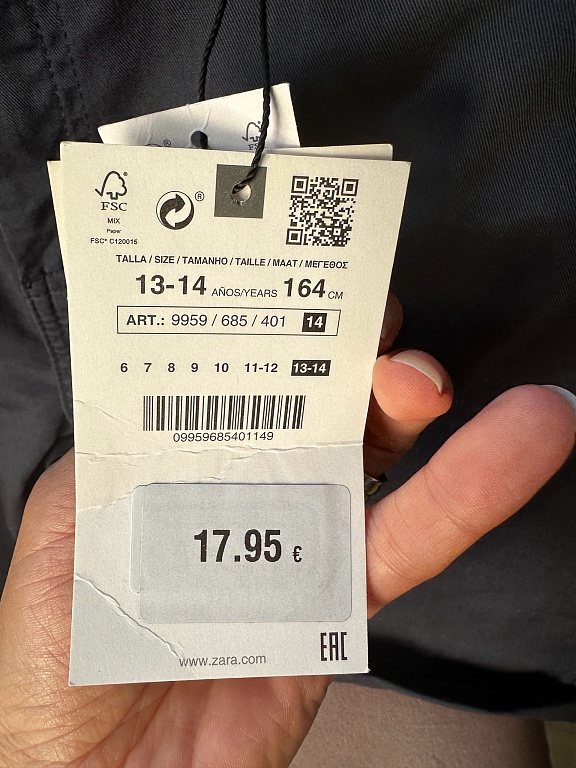 FSC
MIX
Paper
FSC® C120015
®
TALLA / SIZE / TAMANHO / TAILLE / MAAT / ΜΕΓΕΘΟΣ
13-14 AÑOS/YEARS 164 CM
ART.: 9959 / 685 / 401 14
6 7 8 9 10 11-12 13-14
09959685401149
17.95 €
www.zara.com
EAC